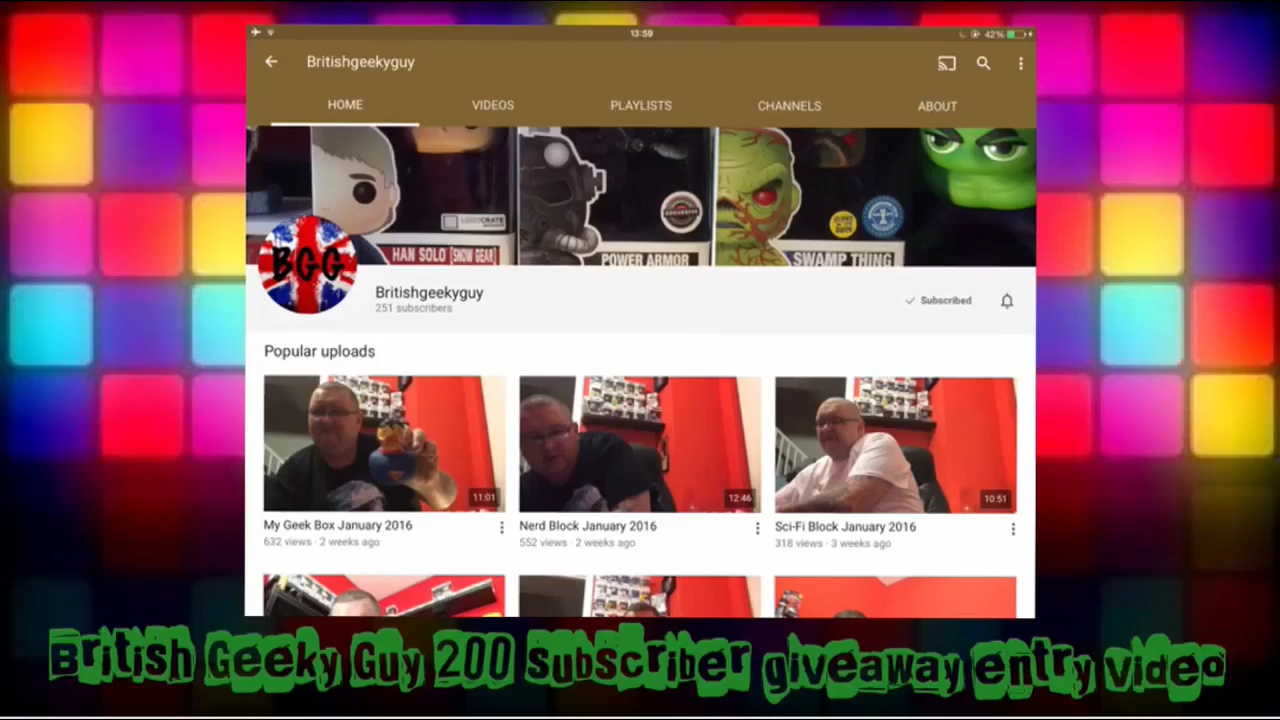 13:59
42%
Britishgeekyguy
HOME VIDEOS PLAYLISTS CHANNELS ABOUT
LOOTCRATE
EXCLUSIVE
HAN SOLO [SNOW GEAR]
POWER ARMOR
SWAMP THING
BGG
Britishgeekyguy
251 subscribers
Subscribed
Popular uploads
11:01
12:46
10:51
My Geek Box January 2016
632 views · 2 weeks ago
Nerd Block January 2016
552 views · 2 weeks ago
Sci-Fi Block January 2016
318 views · 3 weeks ago
British Geeky Guy 200 subscriber giveaway entry video